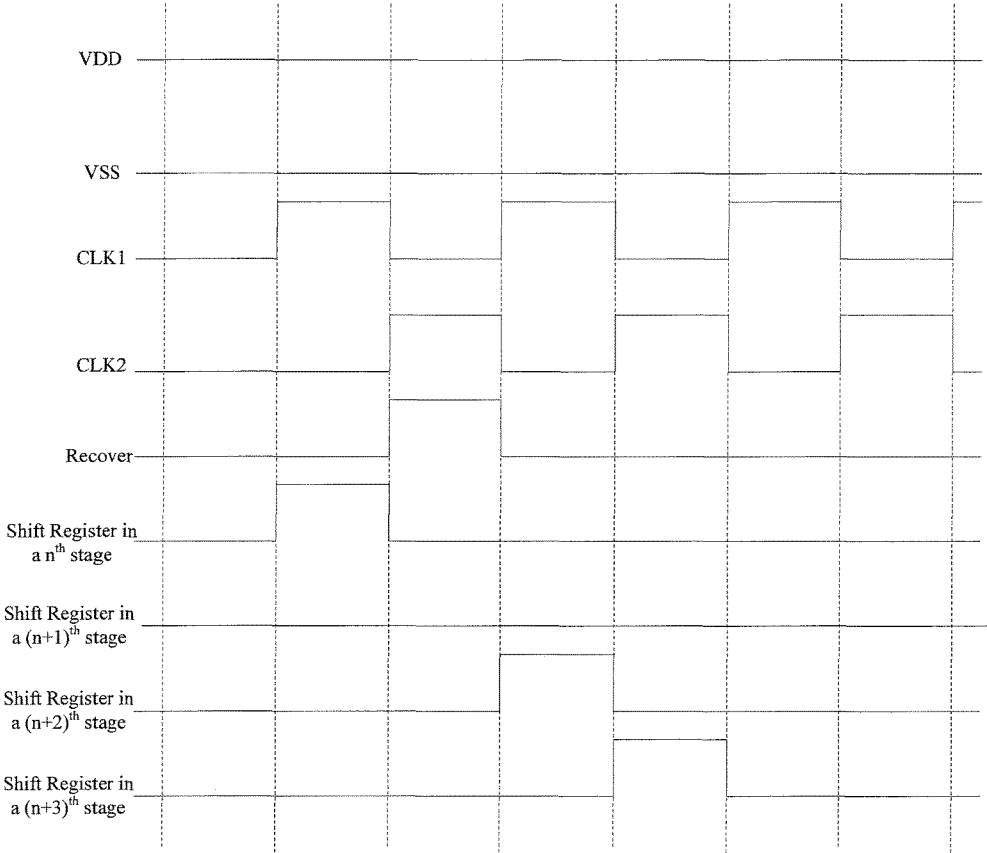 VDD
VSS
CLK1
CLK2
Recover
Shift Register in
a nth stage
Shift Register in
a (n+1)th stage
Shift Register in
a (n+2)th stage
Shift Register in
a (n+3)th stage